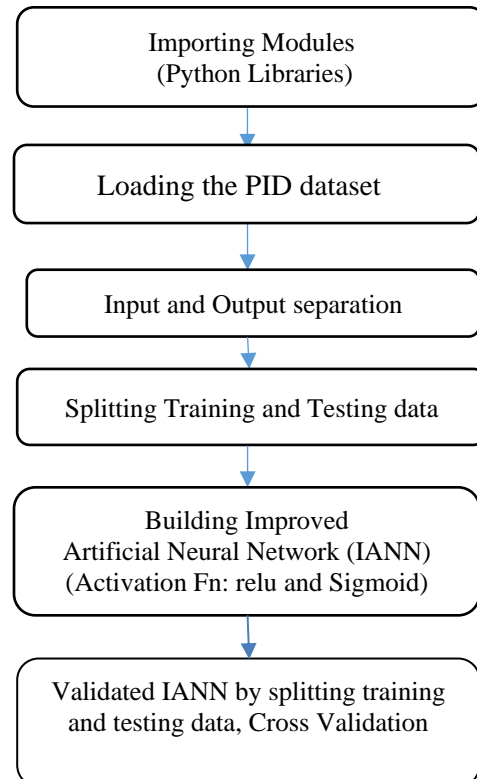 Importing Modules
(Python Libraries)
Loading the PID dataset
Input and Output separation
Splitting Training and Testing data
Building Improved
Artificial Neural Network (IANN)
(Activation Fn: relu and Sigmoid)
Validated IANN by splitting training
and testing data, Cross Validation